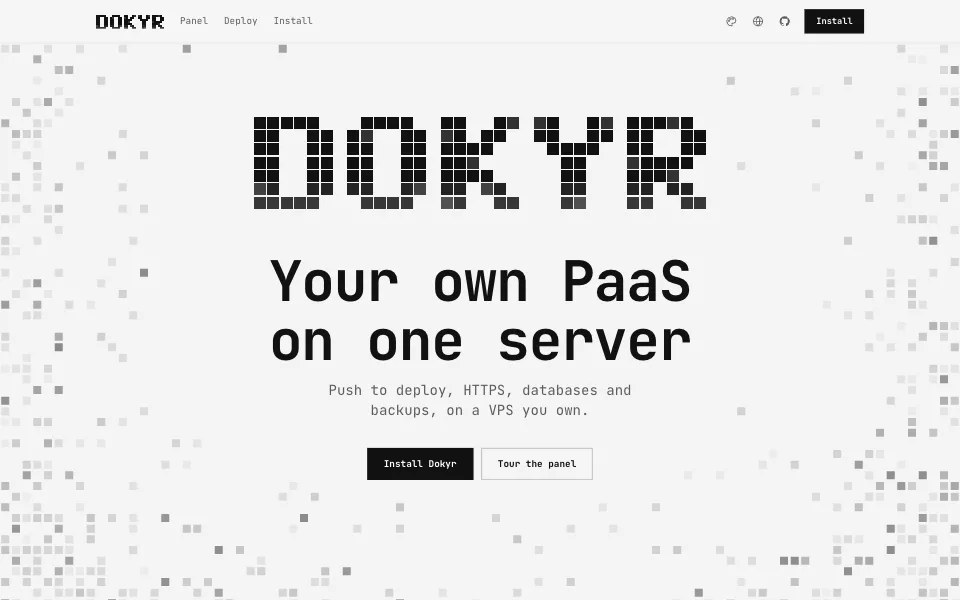 DOKYR
Panel
Deploy
Install
Install
DOKYR
Your own PaaS
on one server
Push to deploy, HTTPS, databases and
backups, on a VPS you own.
Install Dokyr
Tour the panel